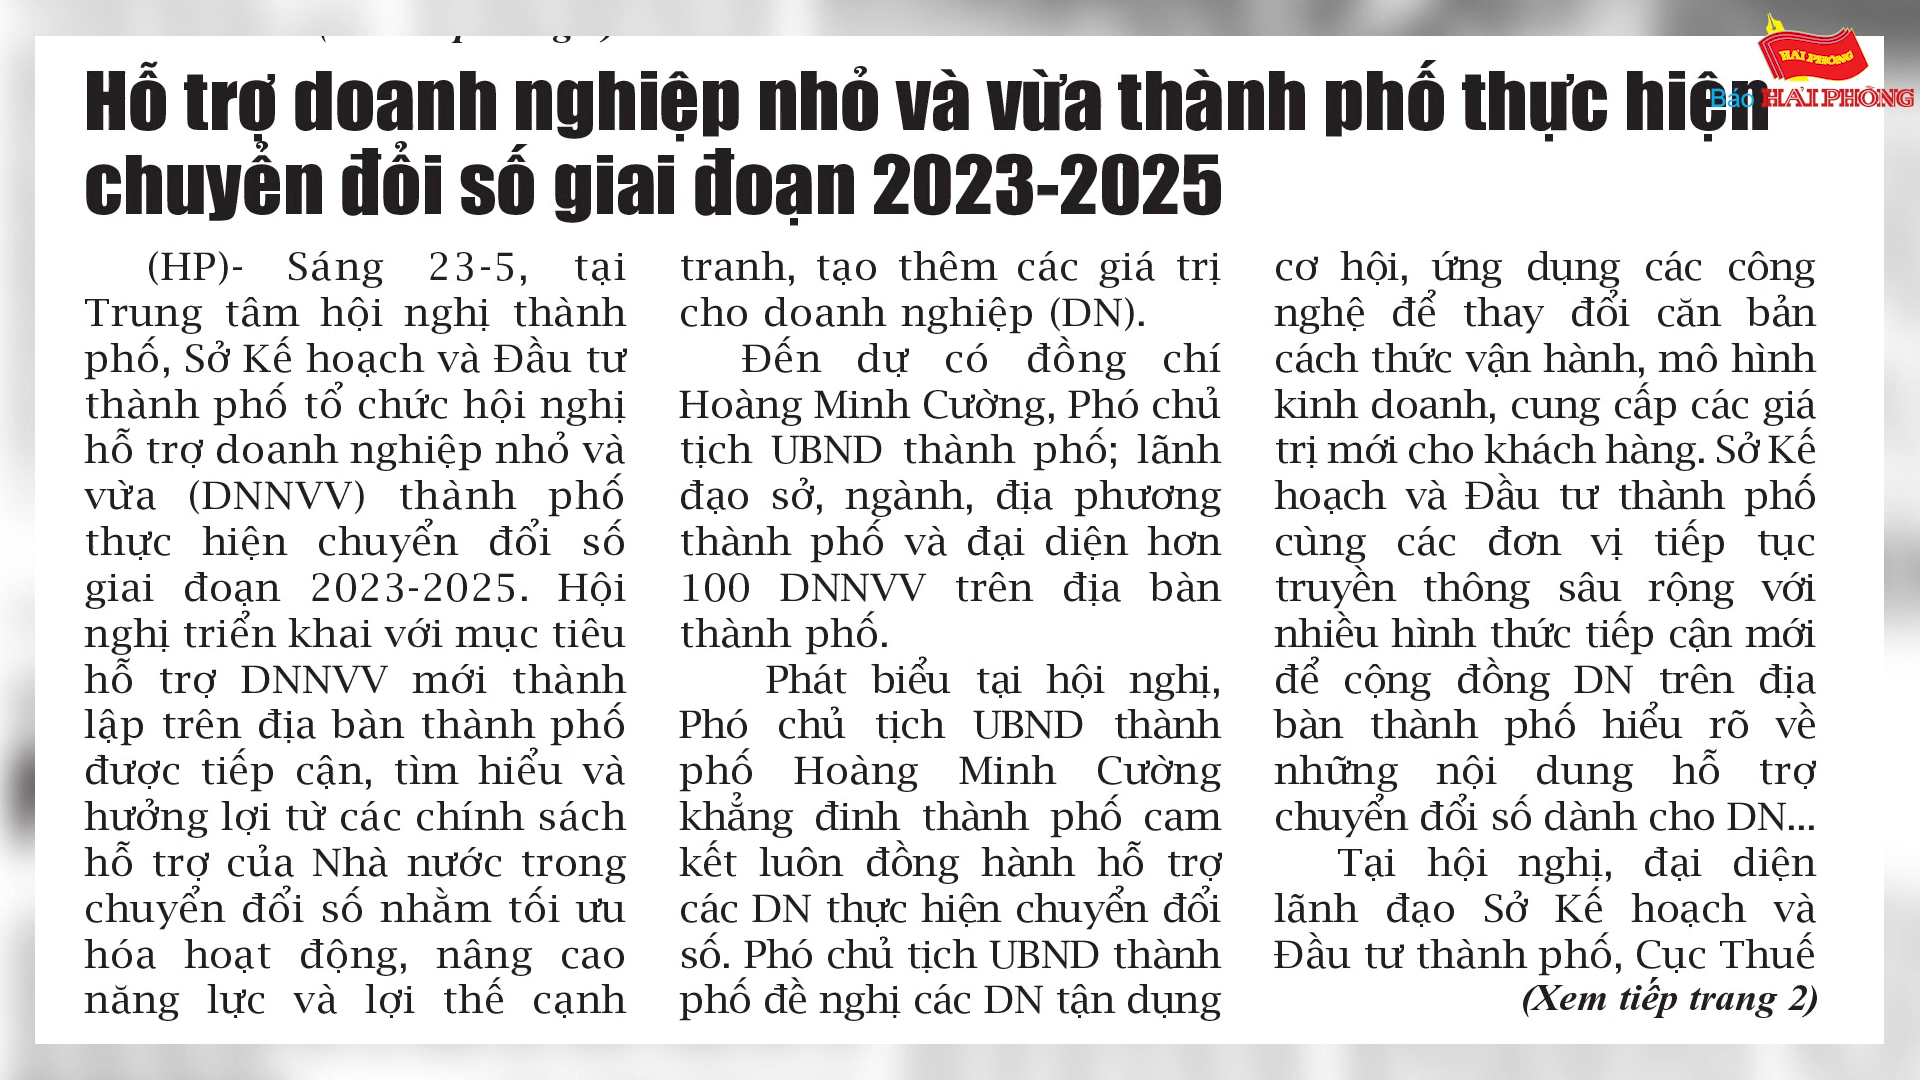 Hỗ trợ doanh nghiệp nhỏ và vừa thành phố thực hiện
chuyển đổi số giai đoạn 2023-2025
HẢI PHÒNG
Báo HẢI PHÒNG
(HP)- Sáng 23-5, tại
Trung tâm hội nghị thành
phố, Sở Kế hoạch và Đầu tư
thành phố tổ chức hội nghị
hỗ trợ doanh nghiệp nhỏ và
vừa (DNNVV) thành phố
thực hiện chuyển đổi số
giai đoạn 2023-2025. Hội
nghị triển khai với mục tiêu
hỗ trợ DNNVV mới thành
lập trên địa bàn thành phố
được tiếp cận, tìm hiểu và
hưởng lợi từ các chính sách
hỗ trợ của Nhà nước trong
chuyển đổi số nhằm tối ưu
hóa hoạt động, nâng cao
năng lực và lợi thế cạnh
tranh, tạo thêm các giá trị
cho doanh nghiệp (DN).
Đến dự có đồng chí
Hoàng Minh Cường, Phó chủ
tịch UBND thành phố; lãnh
đạo sở, ngành, địa phương
thành phố và đại diện hơn
100 DNNVV trên địa bàn
thành phố.
Phát biểu tại hội nghị,
Phó chủ tịch UBND thành
phố Hoàng Minh Cường
khẳng đinh thành phố cam
kết luôn đồng hành hỗ trợ
các DN thực hiện chuyển đổi
số. Phó chủ tịch UBND thành
phố đề nghị các DN tận dụng
cơ hội, ứng dụng các công
nghệ để thay đổi căn bản
cách thức vận hành, mô hình
kinh doanh, cung cấp các giá
trị mới cho khách hàng. Sở Kế
hoạch và Đầu tư thành phố
cùng các đơn vị tiếp tục
truyền thông sâu rộng với
nhiều hình thức tiếp cận mới
để cộng đồng DN trên địa
bàn thành phố hiểu rõ về
những nội dung hỗ trợ
chuyển đổi số dành cho DN...
Tại hội nghị, đại diện
lãnh đạo Sở Kế hoạch và
Đầu tư thành phố, Cục Thuế
(Xem tiếp trang 2)